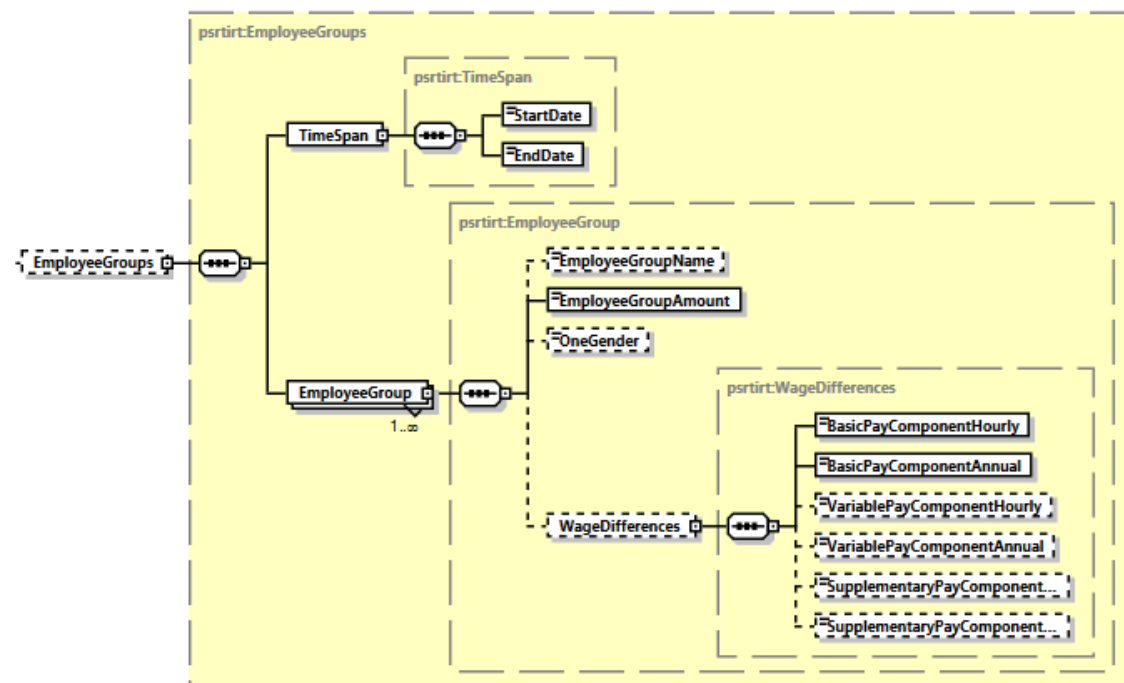 psrtirt:EmployeeGroups
psrtirt:TimeSpan
StartDate
TimeSpan
EndDate
psrtirt:EmployeeGroup
EmployeeGroups
EmployeeGroupName
EmployeeGroupAmount
OneGender
psrtirt:WageDifferences
EmployeeGroup
1..∞
BasicPayComponentHourly
BasicPayComponentAnnual
VariablePayComponentHourly
WageDifferences
VariablePayComponentAnnual
SupplementaryPayComponent...
SupplementaryPayComponent...